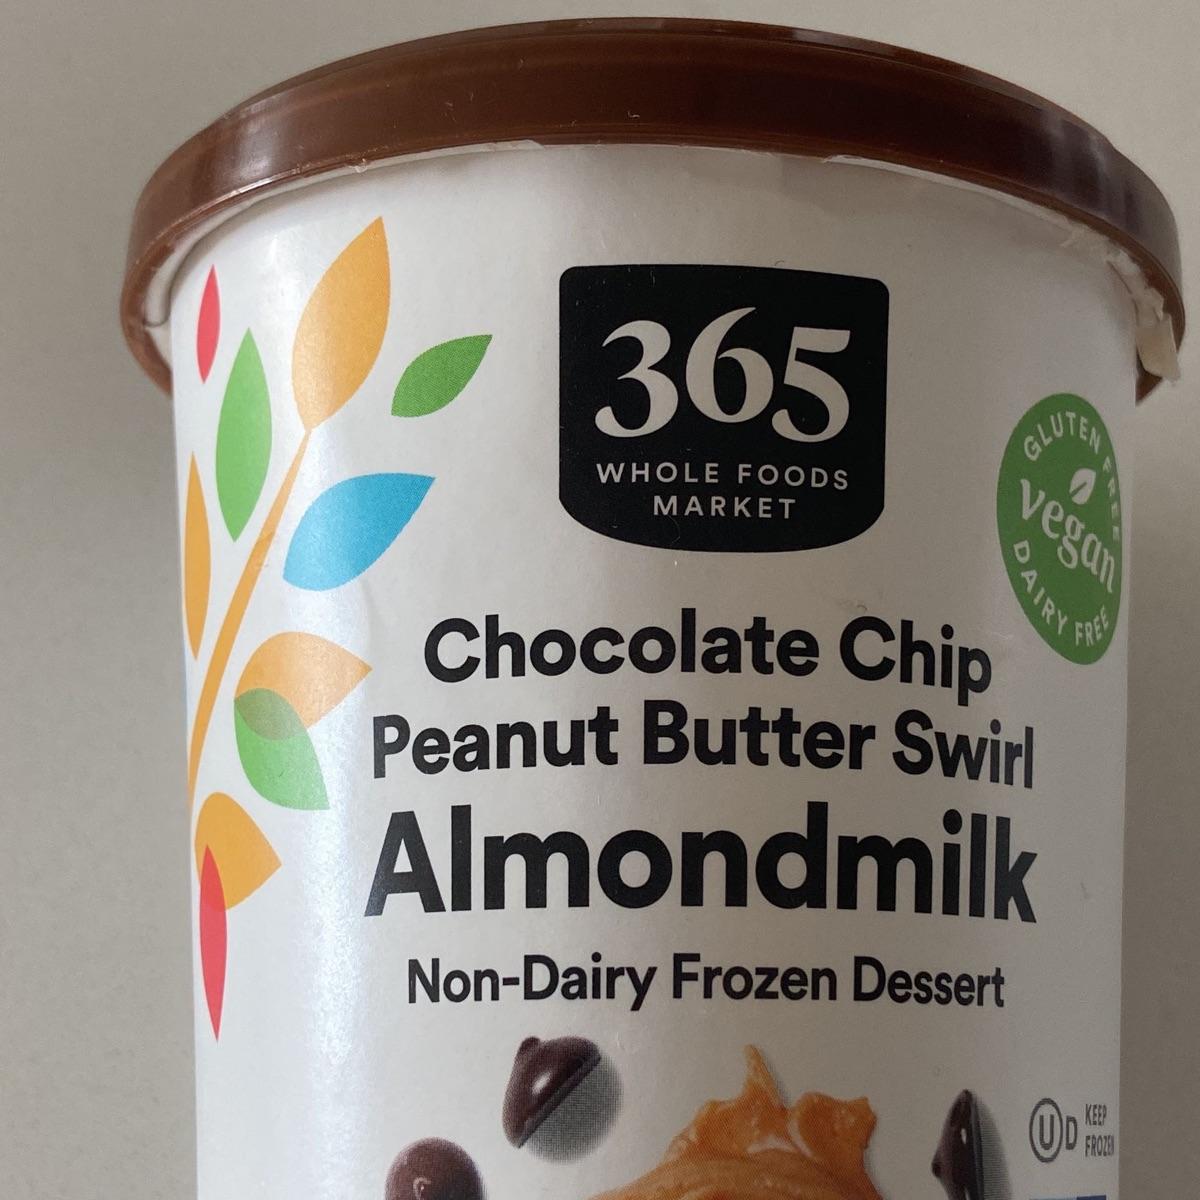 365
WHOLE FOODS
MARKET
GLUTEN FREE
vegan
DAIRY FREE
Chocolate Chip
Peanut Butter Swirl
Almondmilk
Non-Dairy Frozen Dessert
U D
KEEP
FROZEN